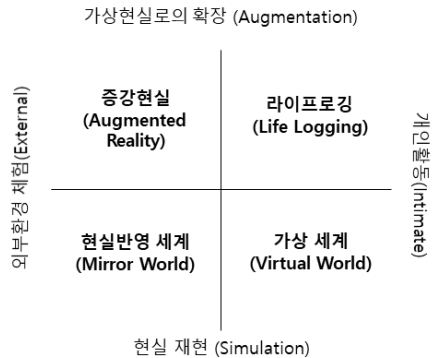 가상현실로의 확장 (Augmentation)
외부환경 체험(External)
증강현실
(Augmented
Reality)
라이프로깅
(Life Logging)
개인활동(Intimate)
현실반영 세계
(Mirror World)
가상 세계
(Virtual World)
현실 재현 (Simulation)